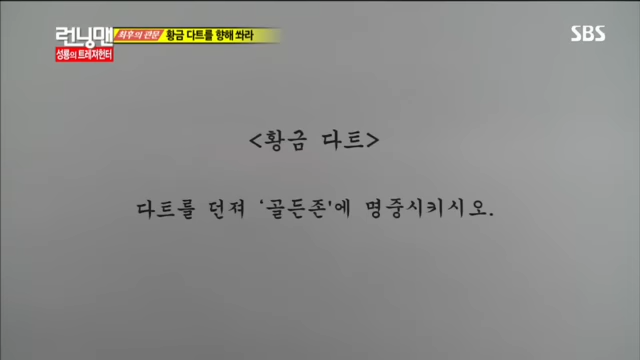 런닝맨 최후의 관문 황금 다트를 향해 쏴라
성룡의 트레져헌터
SBS
<황금 다트>
다트를 던져 '골든존'에 명중시키시오.